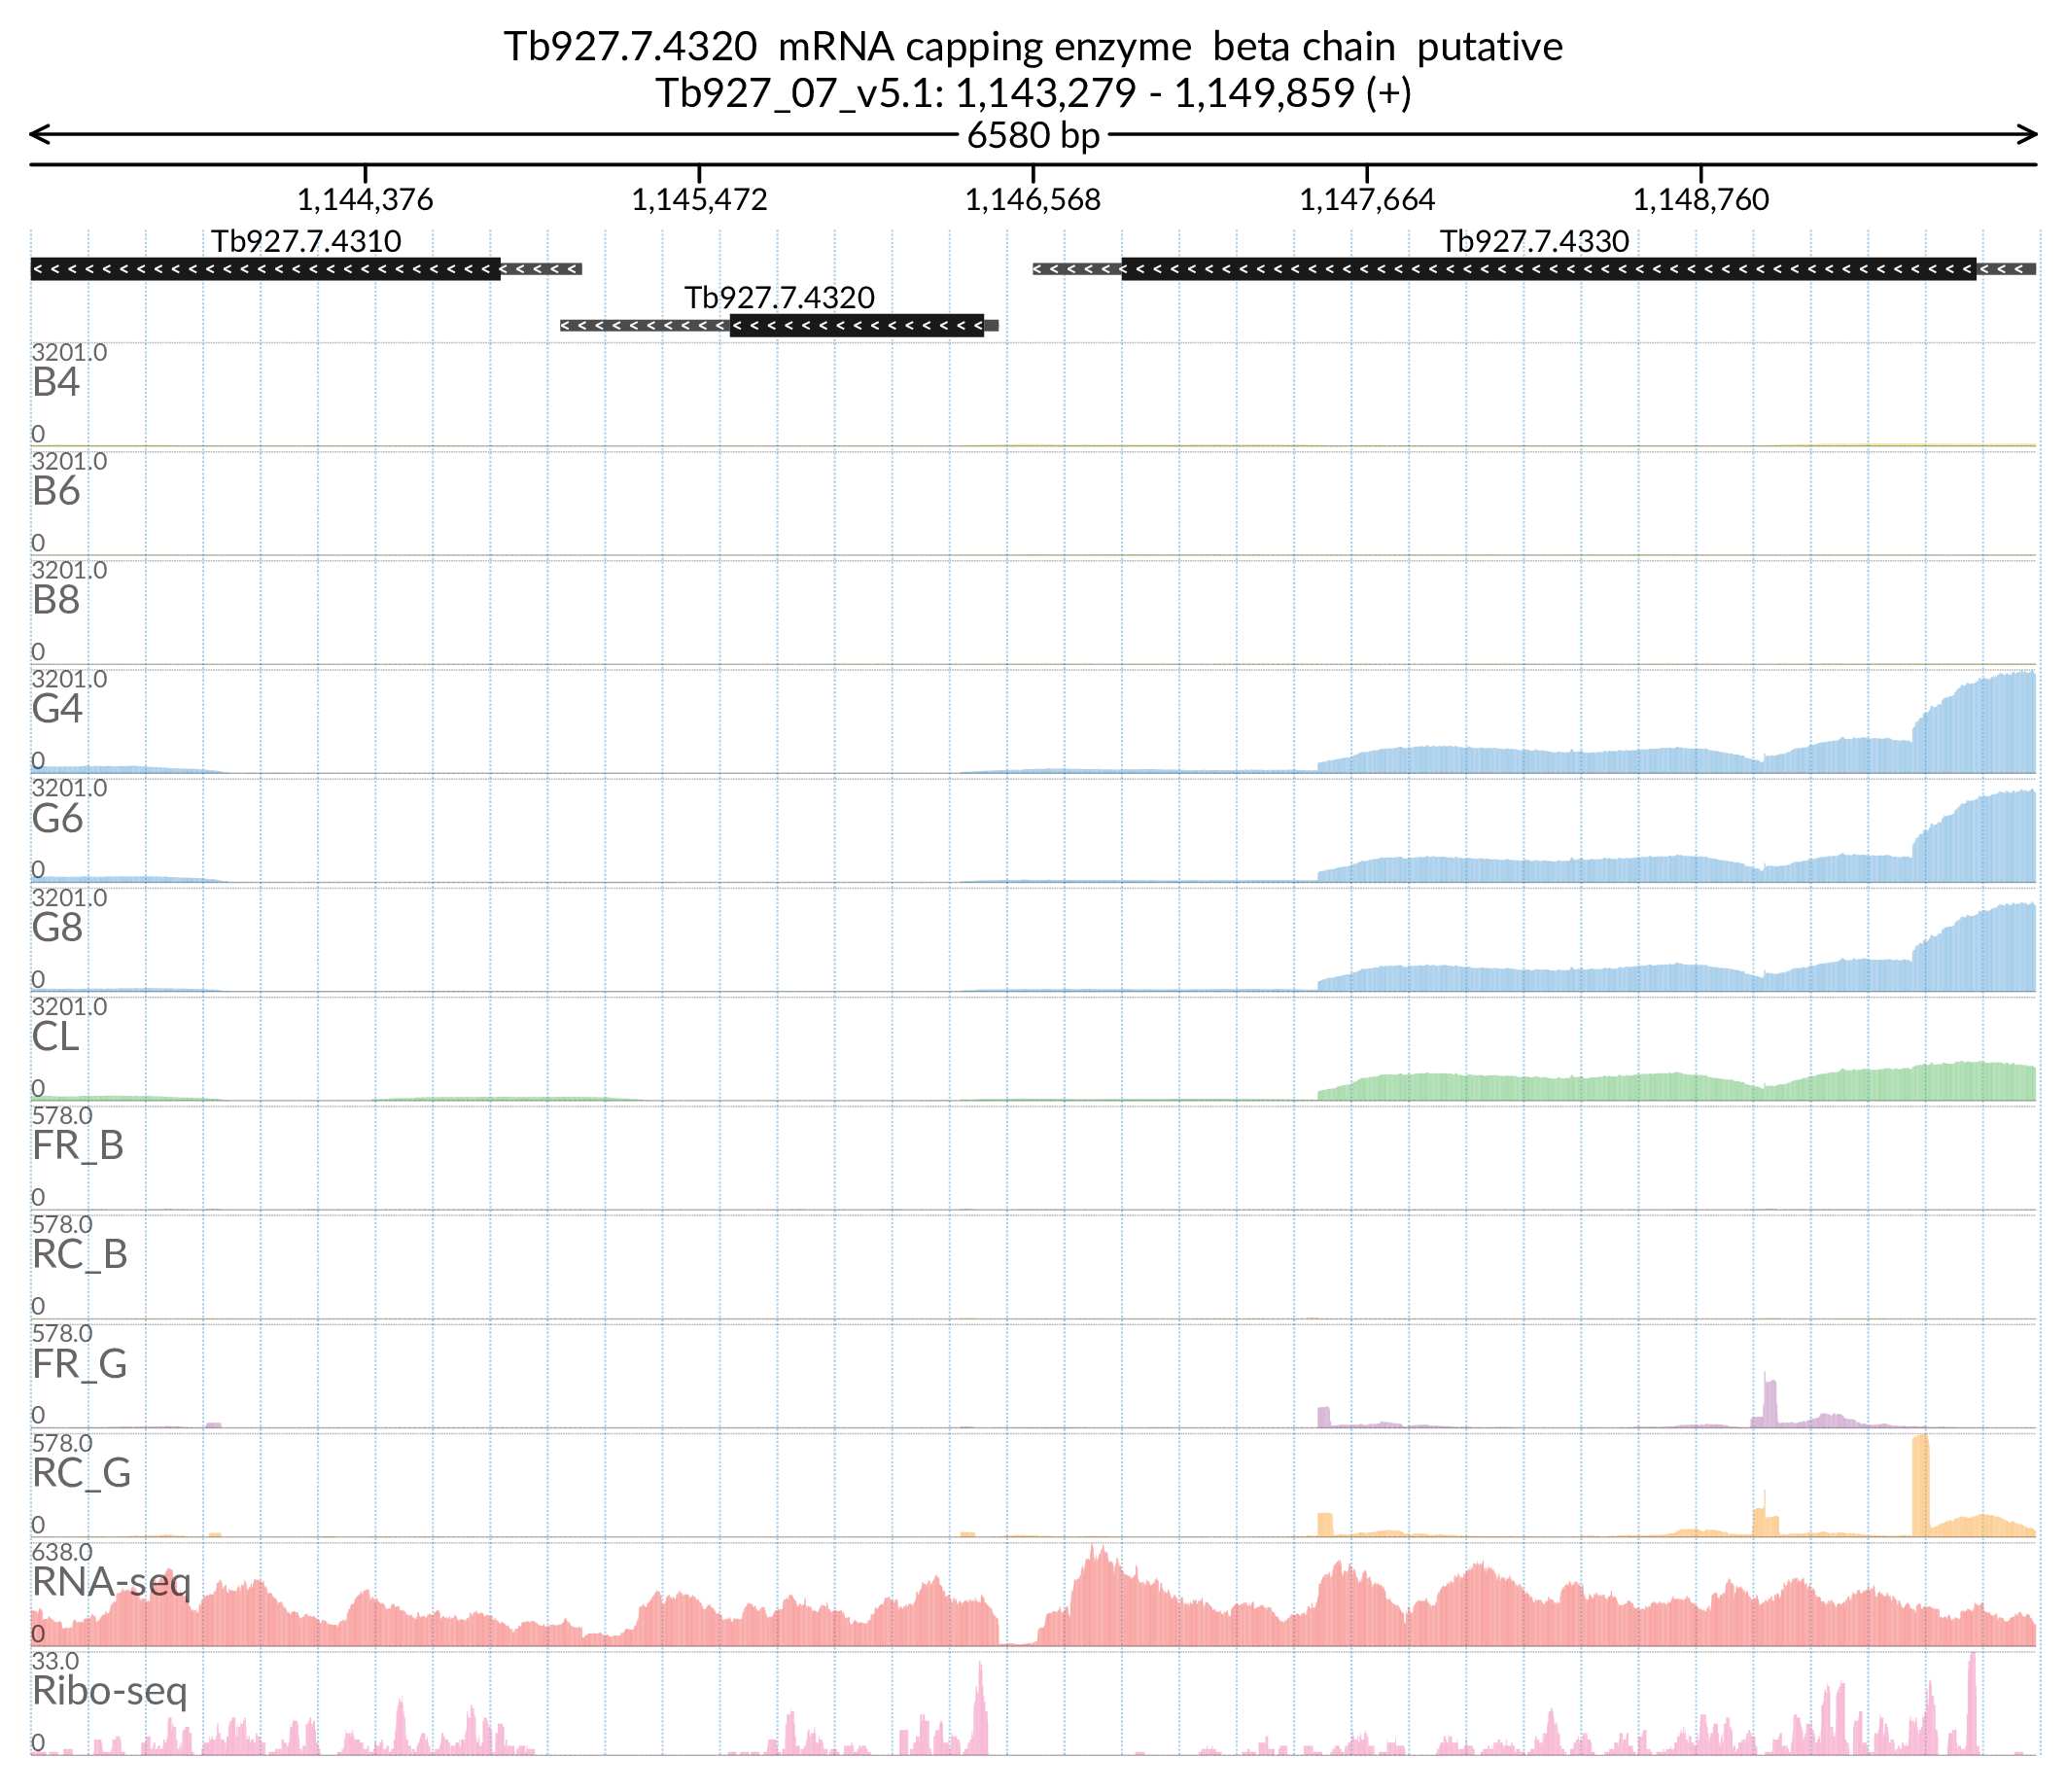 Tb927.7.4320  mRNA capping enzyme  beta chain  putative
Tb927_07_v5.1: 1,143,279 - 1,149,859 (+)
6580 bp
1,144,376 1,145,472 1,146,568 1,147,664 1,148,760
Tb927.7.4310 Tb927.7.4330
Tb927.7.4320
3201.0
B4
0
3201.0
B6
0
3201.0
B8
0
3201.0
G4
0
3201.0
G6
0
3201.0
G8
0
3201.0
CL
0
578.0
FR_B
0
578.0
RC_B
0
578.0
FR_G
0
578.0
RC_G
0
638.0
RNA-seq
0
33.0
Ribo-seq
0